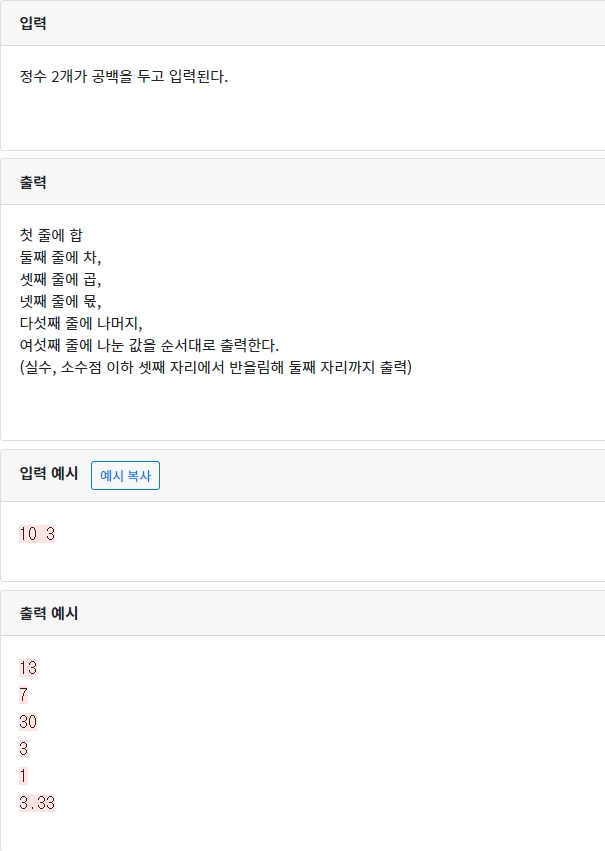 입력
정수 2개가 공백을 두고 입력된다.
출력
첫 줄에 합
둘째 줄에 차,
셋째 줄에 곱,
넷째 줄에 몫,
다섯째 줄에 나머지,
여섯째 줄에 나눈 값을 순서대로 출력한다.
(실수, 소수점 이하 셋째 자리에서 반올림해 둘째 자리까지 출력)
입력 예시 예시 복사
10 3
출력 예시
13
7
30
3
1
3.33